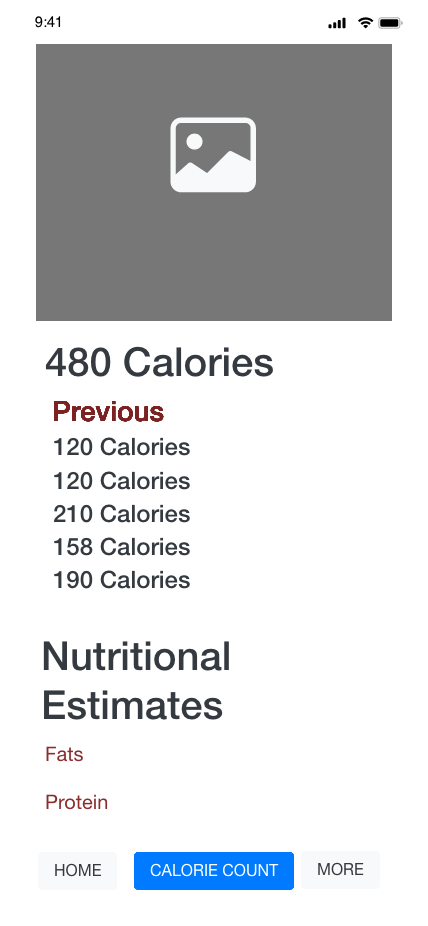 9:41
480 Calories
Previous
120 Calories
120 Calories
210 Calories
158 Calories
190 Calories
Nutritional
Estimates
Fats
Protein
HOME CALORIE COUNT MORE